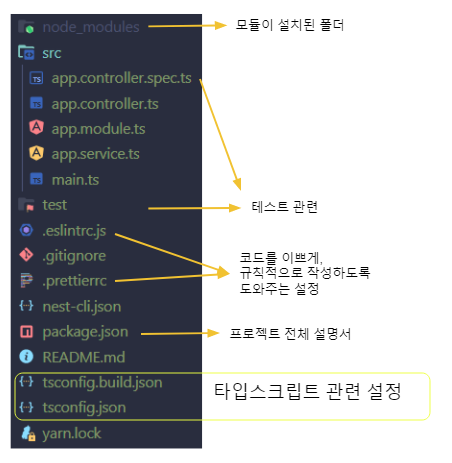 node_modules
모듈이 설치된 폴더
src
app.controller.spec.ts
app.controller.ts
app.module.ts
app.service.ts
main.ts
test
테스트 관련
.eslintrc.js
.gitignore
코드를 이쁘게,
규칙적으로 작성하도록
도와주는 설정
.prettierrc
nest-cli.json
package.json
프로젝트 전체 설명서
README.md
tsconfig.build.json
타입스크립트 관련 설정
tsconfig.json
yarn.lock